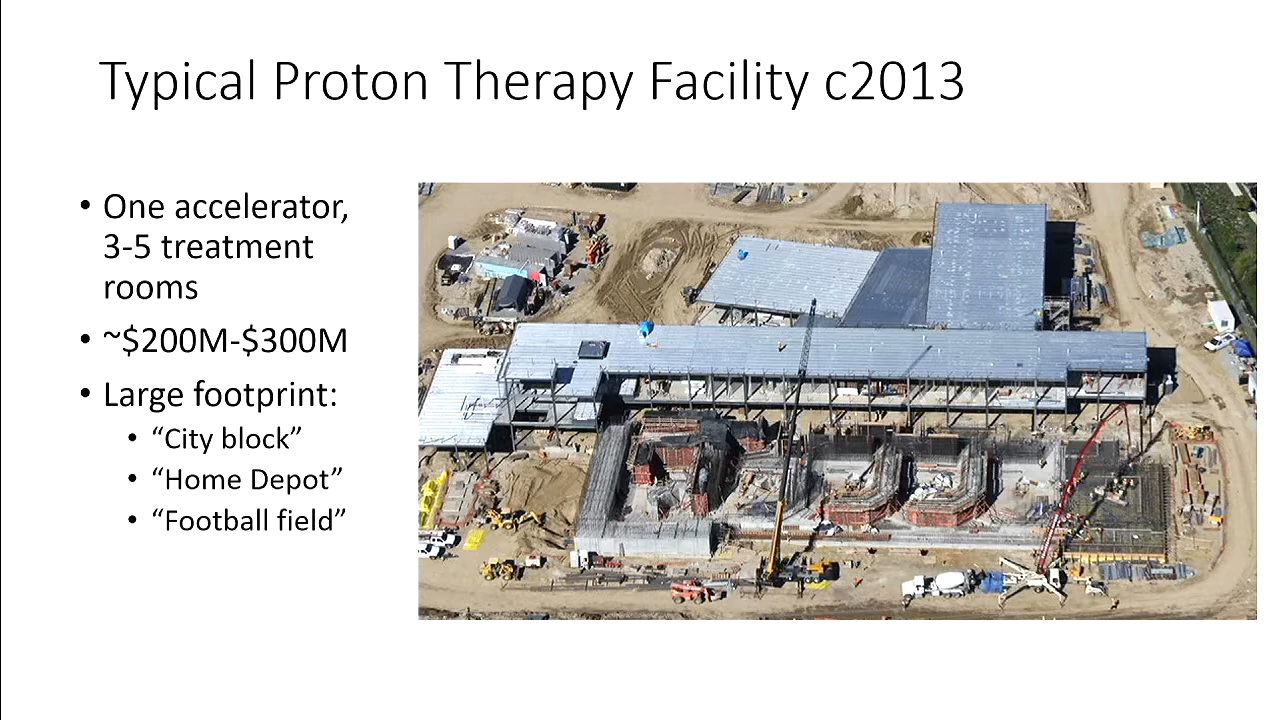 Typical Proton Therapy Facility c2013
• One accelerator,
3-5 treatment
rooms
• ~$200M-$300M
• Large footprint:
• “City block”
• “Home Depot”
• “Football field”